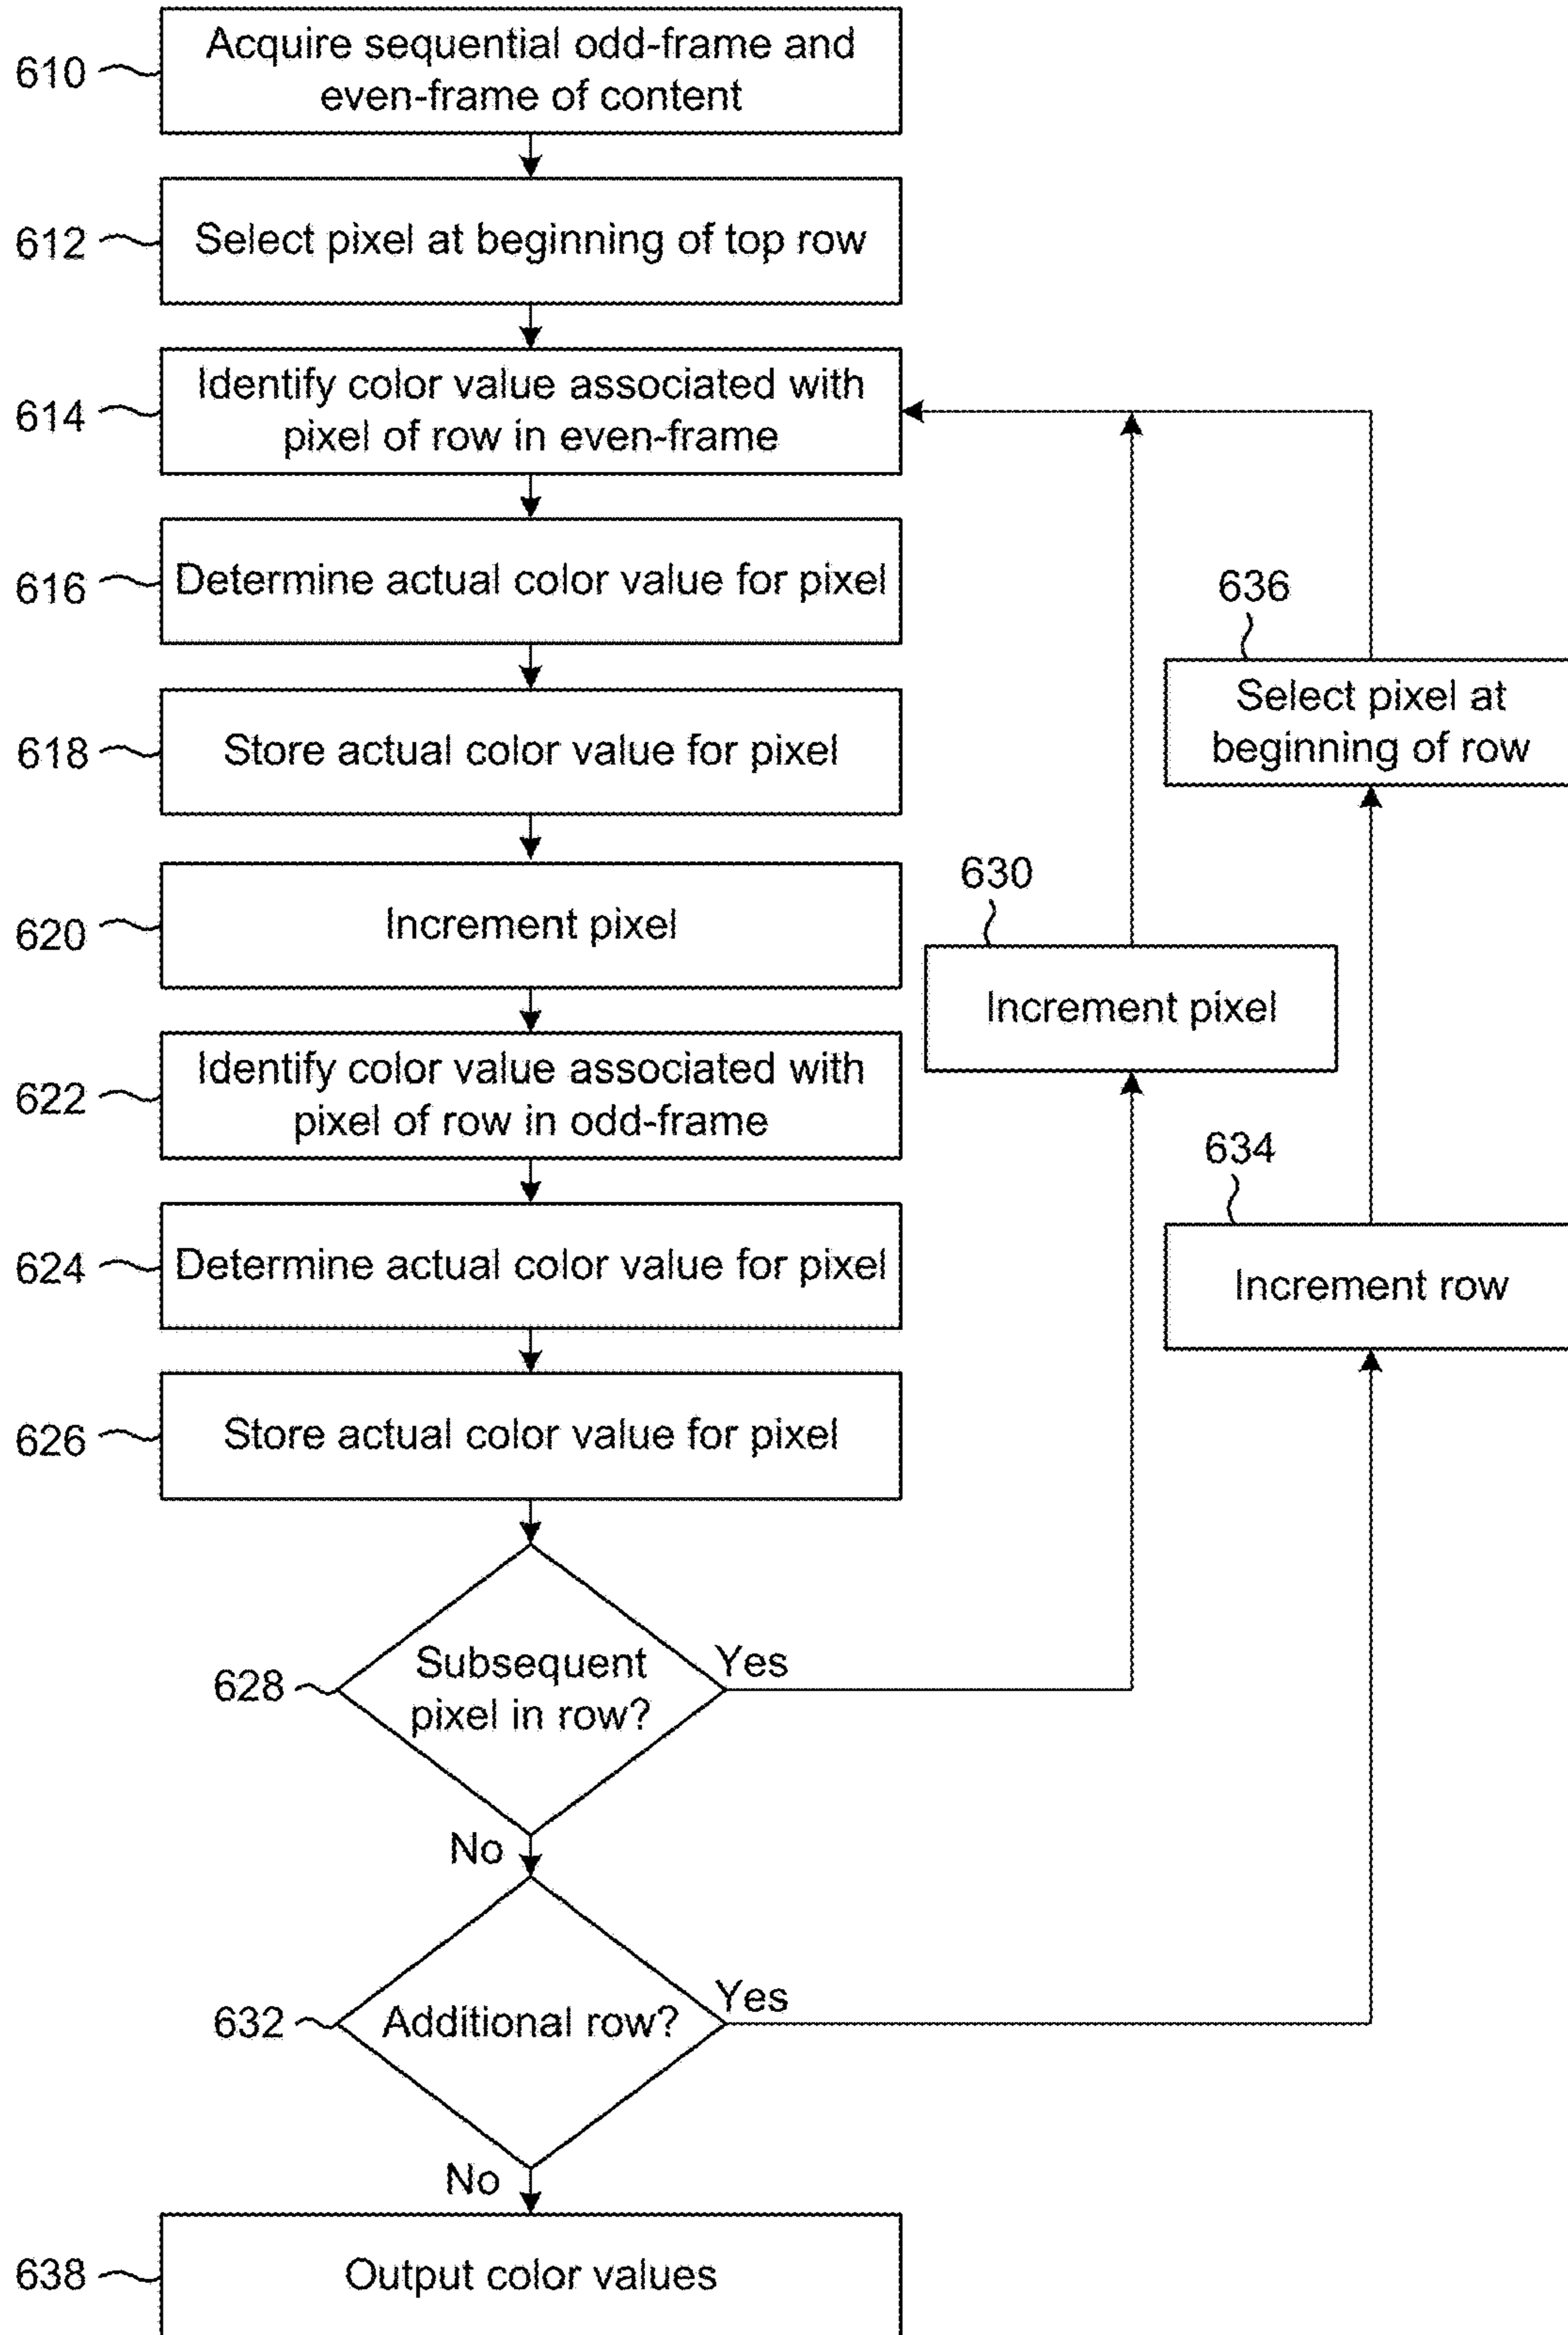 610
Acquire sequential odd-frame and
even-frame of content
612
Select pixel at beginning of top row
614
Identify color value associated with
pixel of row in even-frame
616
Determine actual color value for pixel
618
Store actual color value for pixel
620
Increment pixel
622
Identify color value associated with
pixel of row in odd-frame
624
Determine actual color value for pixel
626
Store actual color value for pixel
628
Subsequent
pixel in row?
Yes
No
630
Increment pixel
632
Additional row?
Yes
No
634
Increment row
636
Select pixel at
beginning of row
638
Output color values